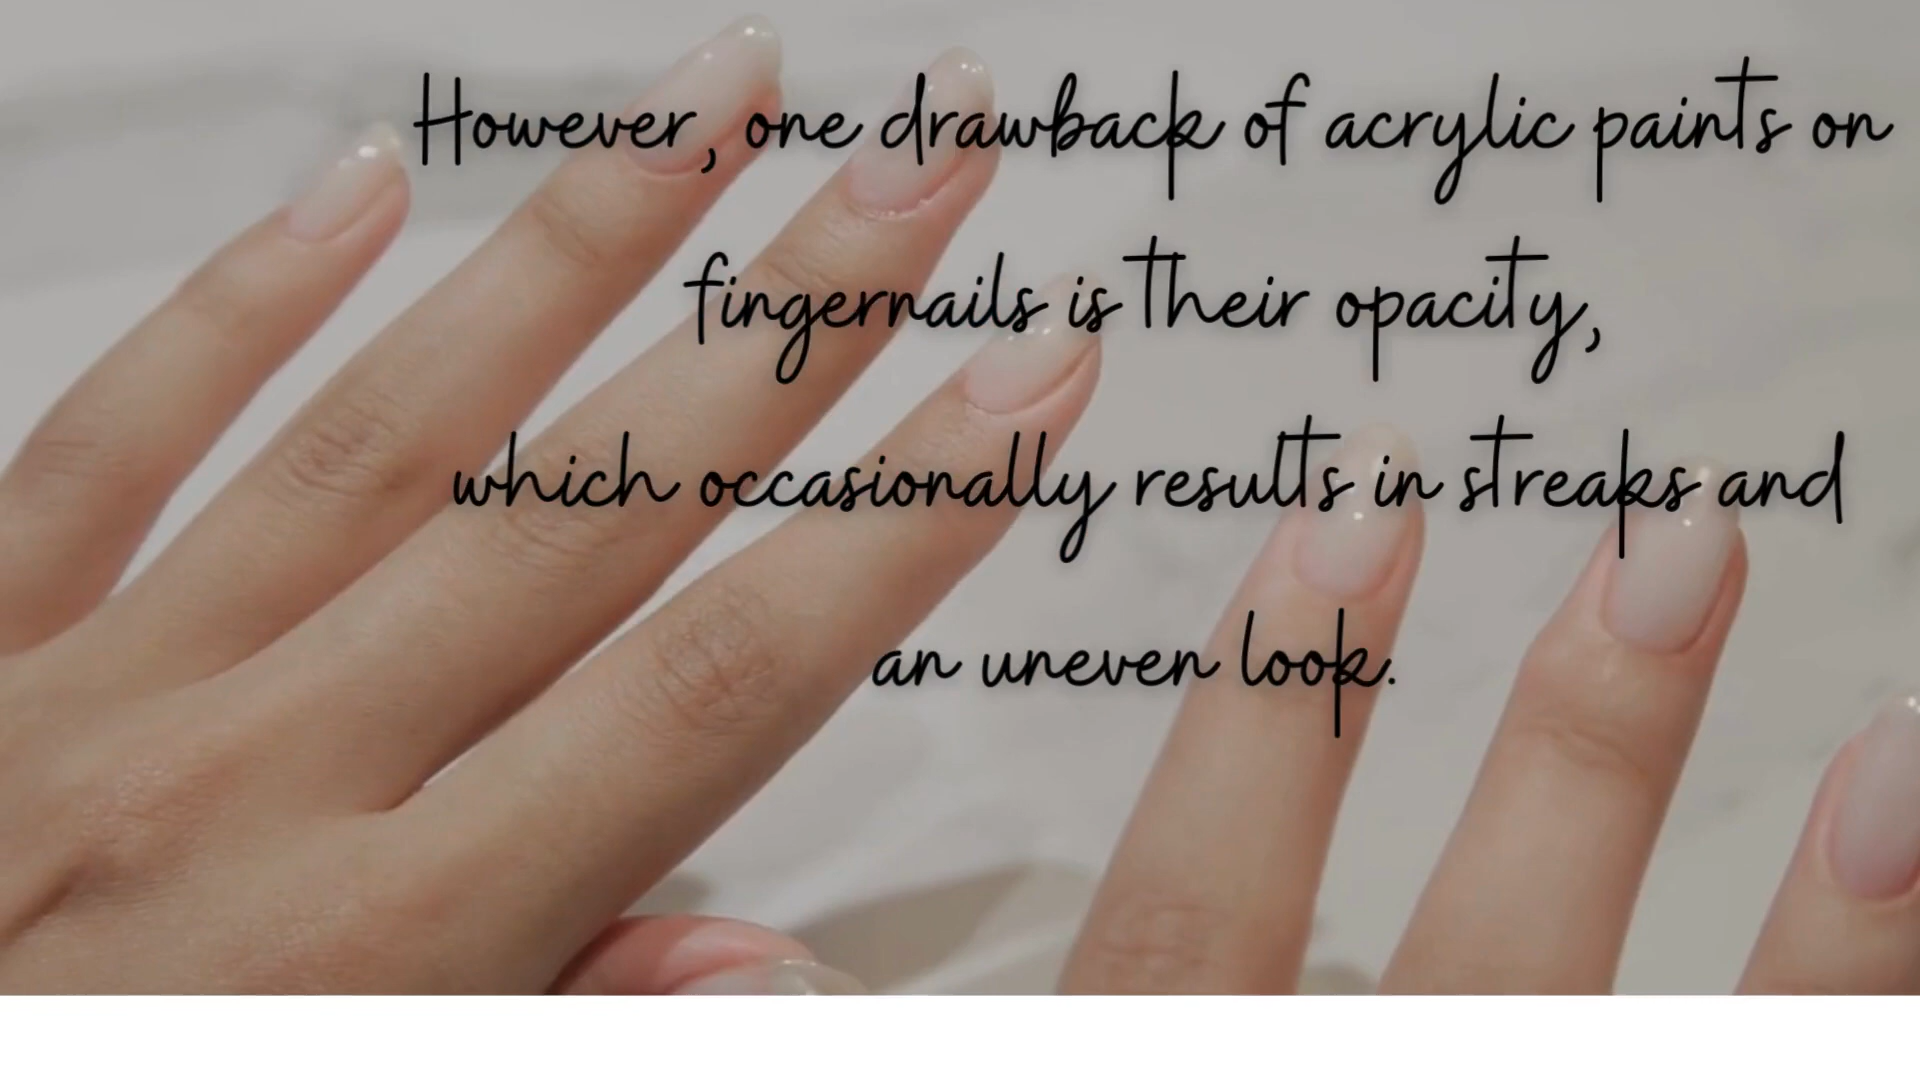 However, one drawback of acrylic paints on
fingernails is their opacity,
which occasionally results in streaks and
an uneven look.